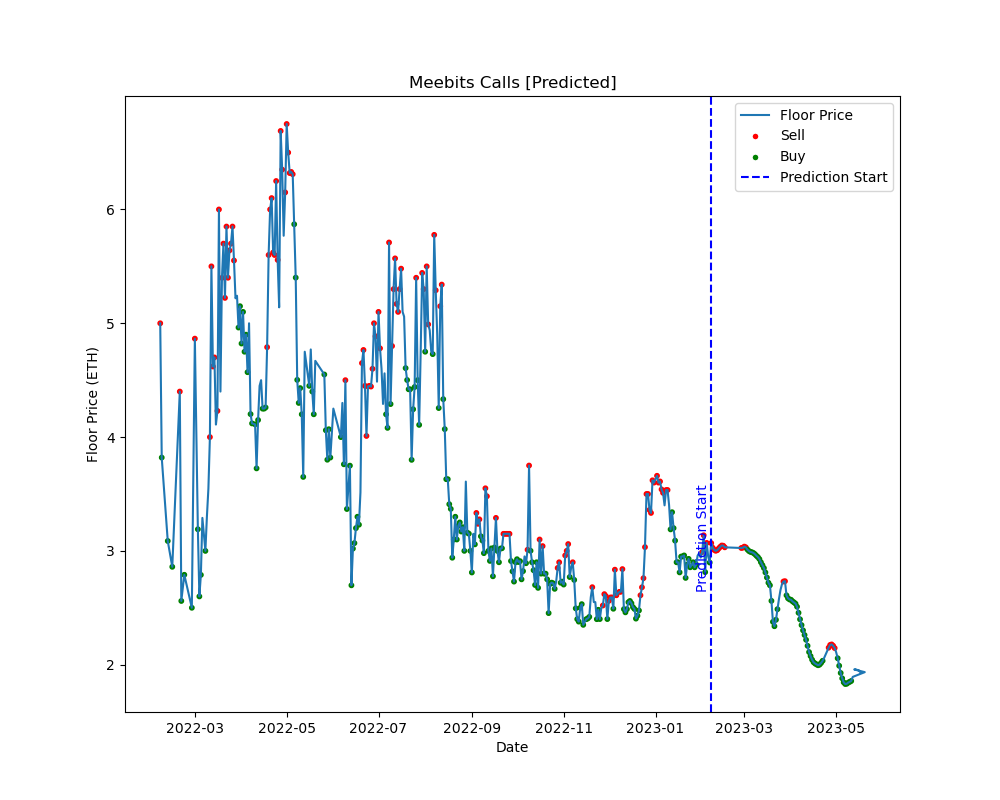 Meebits Calls [Predicted]
Floor Price
Sell
Buy
Prediction Start
Prediction Start
Floor Price (ETH)
6
5
4
3
2
2022-03
2022-05
2022-07
2022-09
2022-11
2023-01
2023-03
2023-05
Date